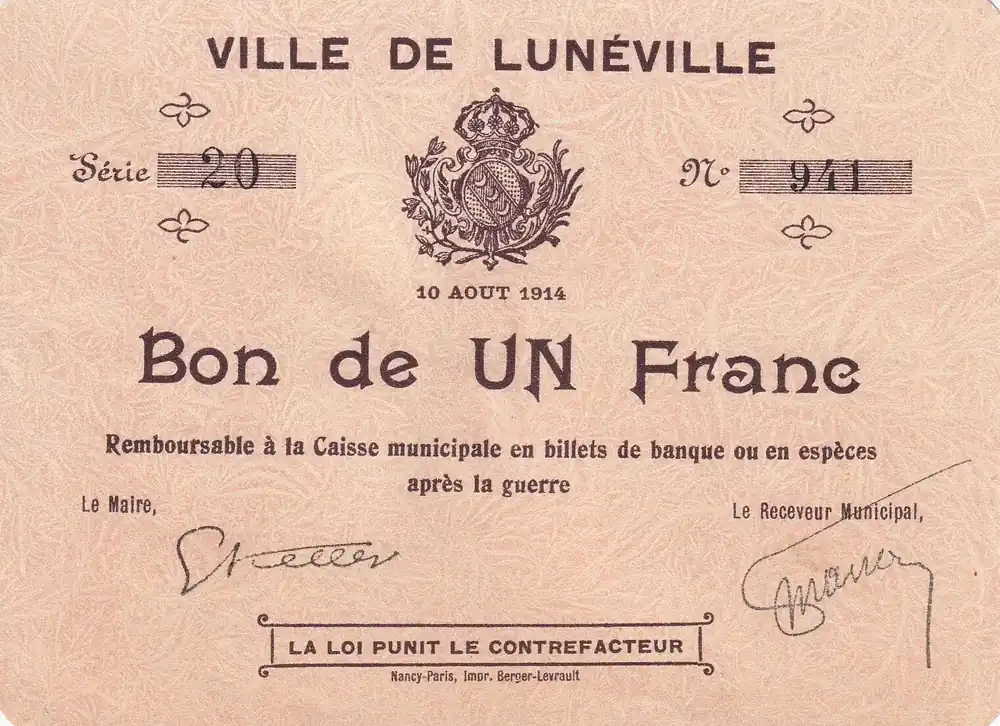 VILLE DE LUNÉVILLE
Série 20
N° 941
10 AOUT 1914
Bon de UN Franc
Remboursable à la Caisse municipale en billets de banque ou en espèces
après la guerre
Le Maire,
Le Receveur Municipal,
LA LOI PUNIT LE CONTREFACTEUR
Nancy-Paris, Impr. Berger-Levrault